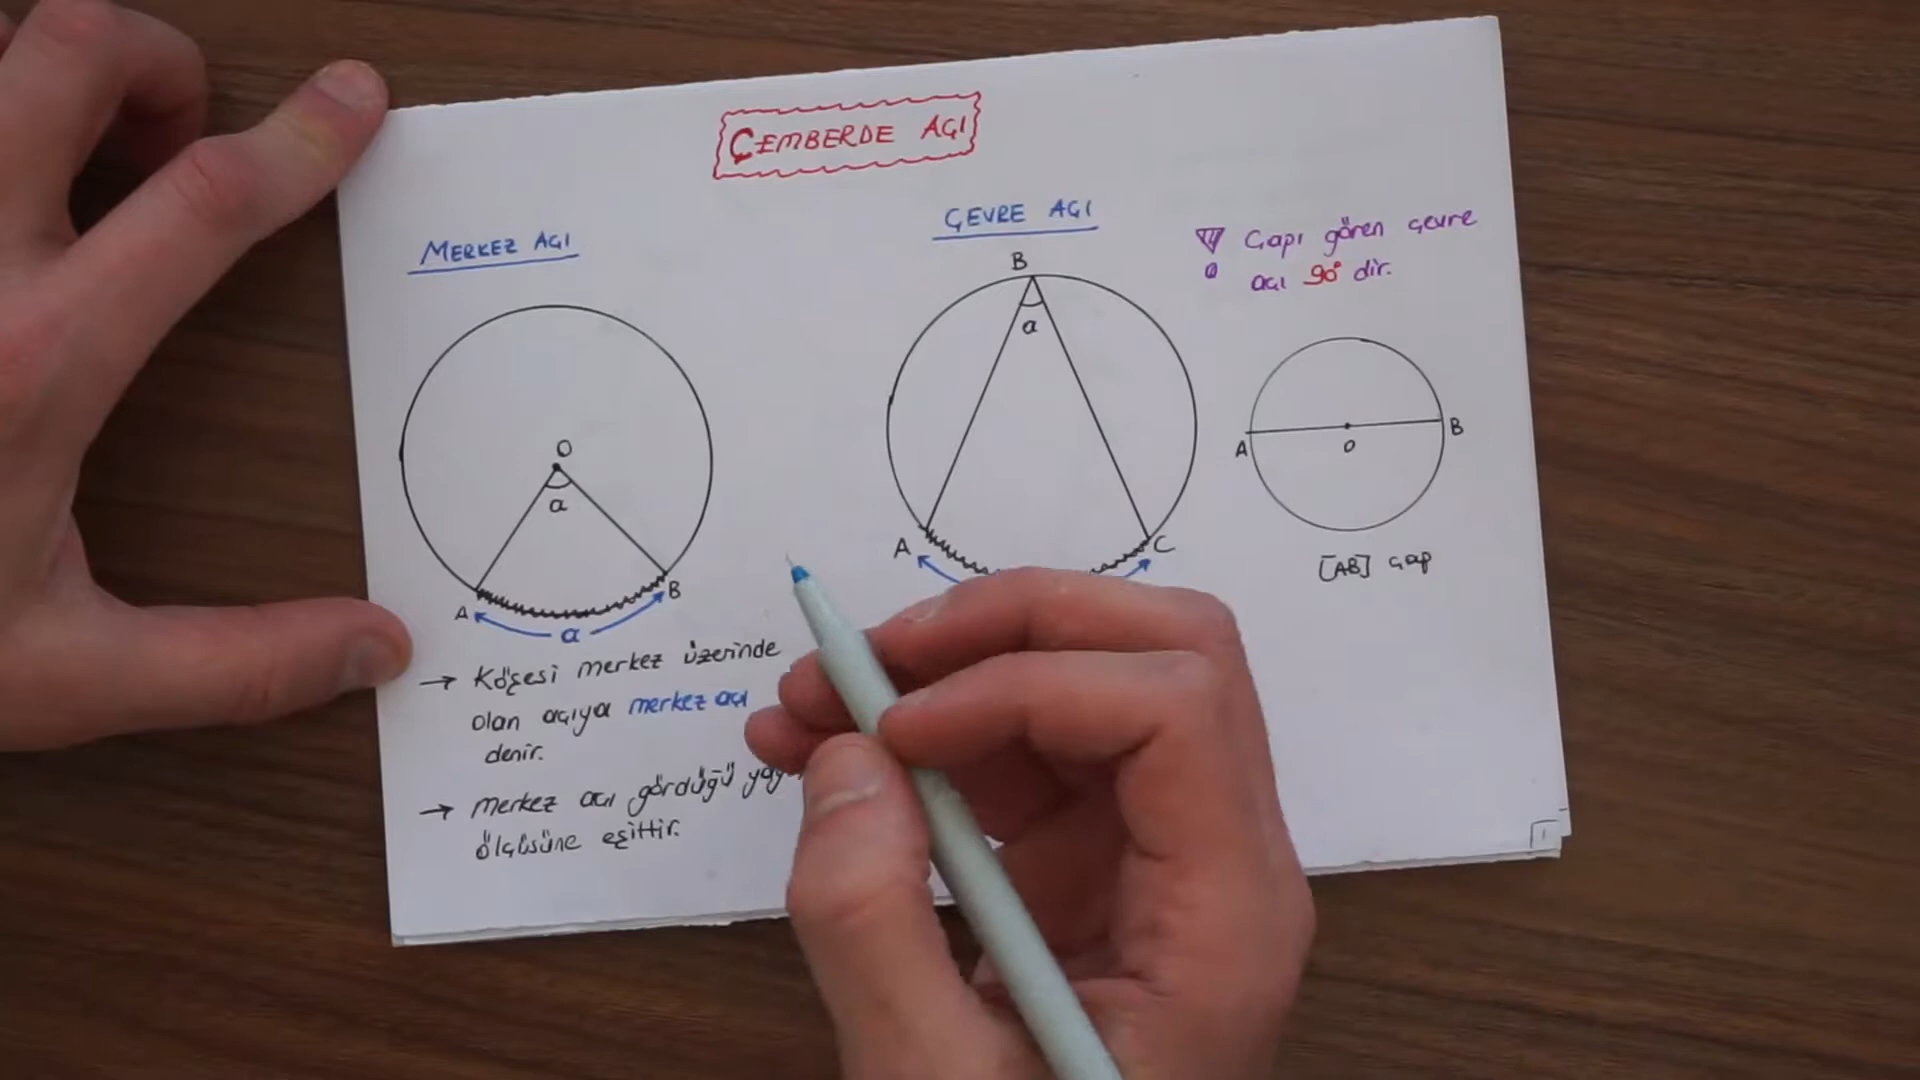 ÇEMBERDE AÇI
MERKEZ AÇI
O
α
A
B
α
→ Köşesi merkez üzerinde
olan açıya merkez açı
denir.
→ Merkez açı gördüğü
ölçüsüne eşittir.
ÇEVRE AÇI
B
α
A
C
Çapı gören çevre
açı 90° dir.
A
O
B
[AB] çap
1